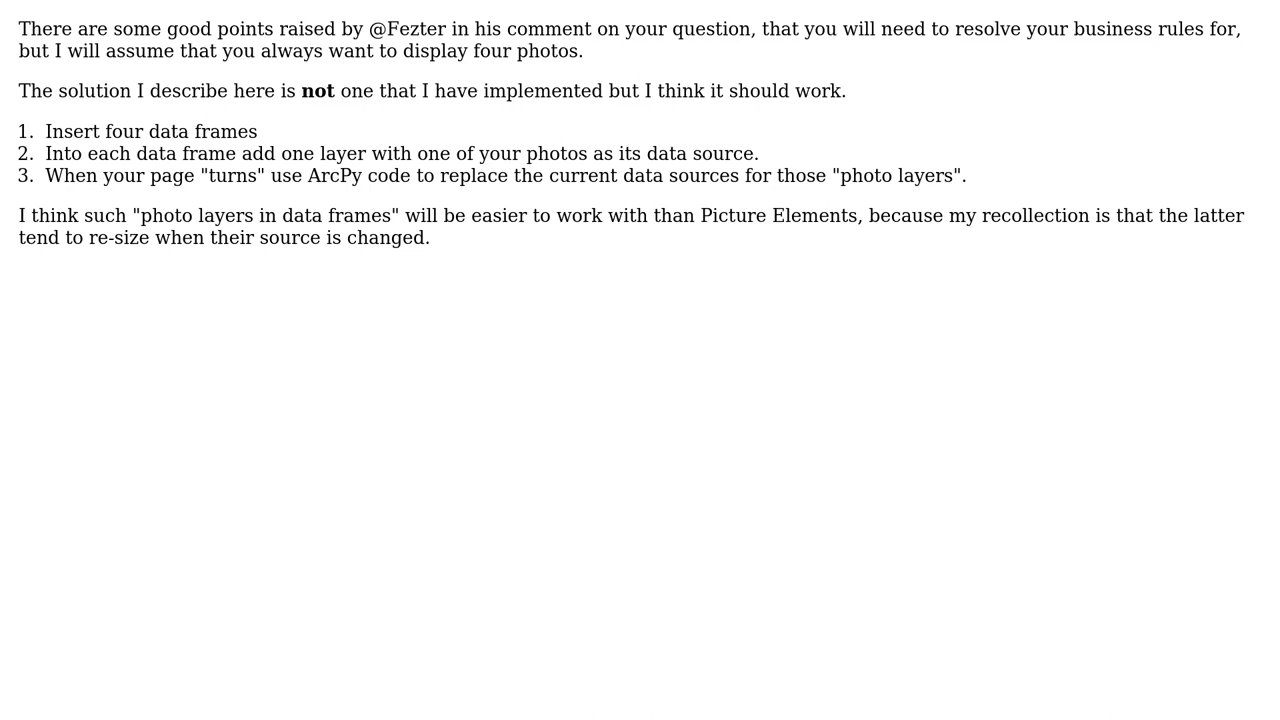 There are some good points raised by @Fezter in his comment on your question, that you will need to resolve your business rules for,
but I will assume that you always want to display four photos.
The solution I describe here is not one that I have implemented but I think it should work.
1. Insert four data frames
2. Into each data frame add one layer with one of your photos as its data source.
3. When your page "turns" use ArcPy code to replace the current data sources for those "photo layers".
I think such "photo layers in data frames" will be easier to work with than Picture Elements, because my recollection is that the latter
tend to re-size when their source is changed.